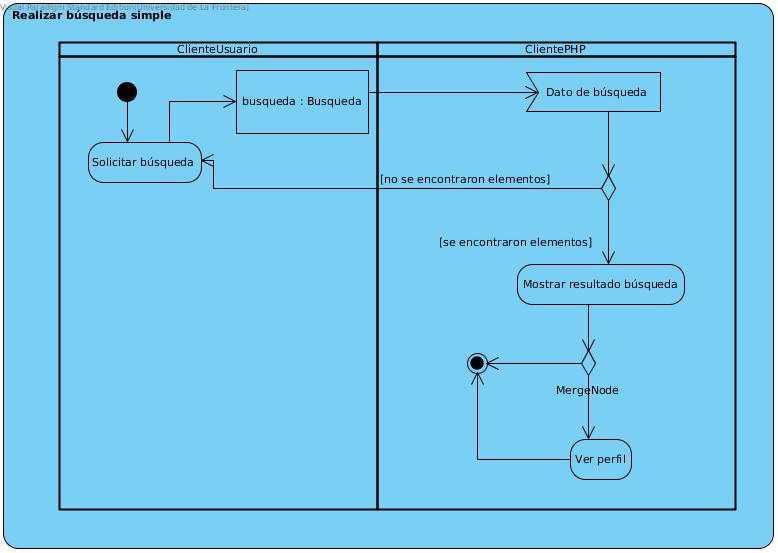 Visual Paradigm Standard Edition(Universidad de La Frontera)
Realizar búsqueda simple
ClienteUsuario
ClientePHP
busqueda : Busqueda
Dato de búsqueda
Solicitar búsqueda
[no se encontraron elementos]
[se encontraron elementos]
Mostrar resultado búsqueda
MergeNode
Ver perfil